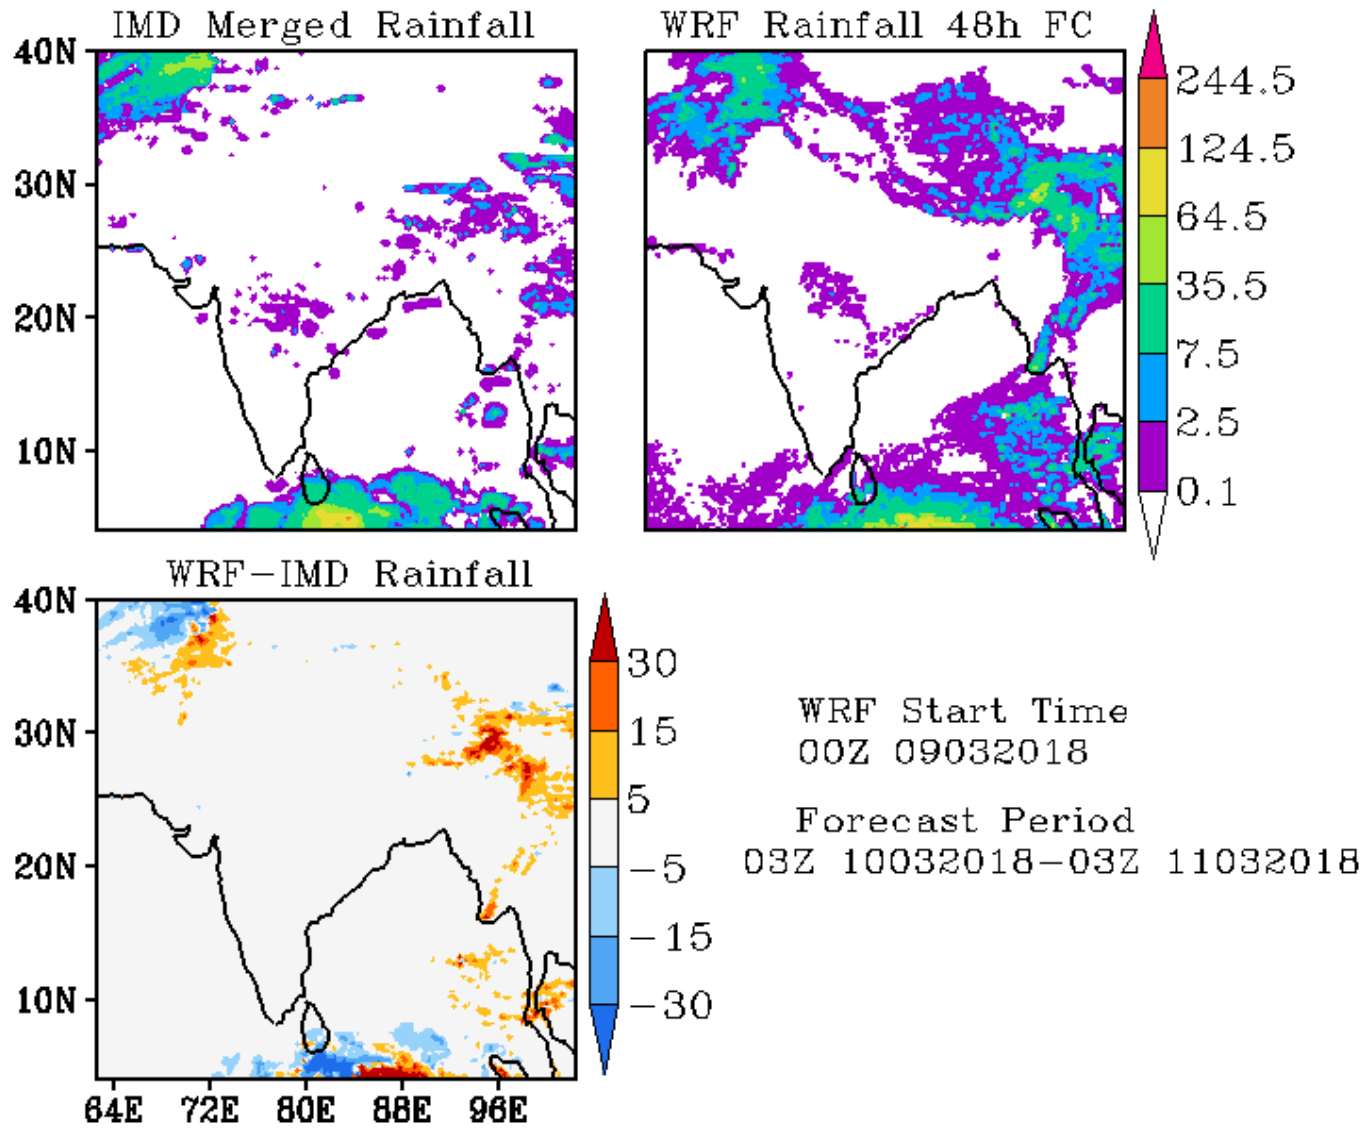 IMD Merged Rainfall
WRF Rainfall 48h FC
40N
30N
20N
10N
244.5
124.5
64.5
35.5
7.5
2.5
0.1
WRF-IMD Rainfall
40N
30N
20N
10N
64E 72E 80E 88E 96E
30
15
5
-5
-15
-30
WRF Start Time
00Z 09032018
Forecast Period
03Z 10032018-03Z 11032018